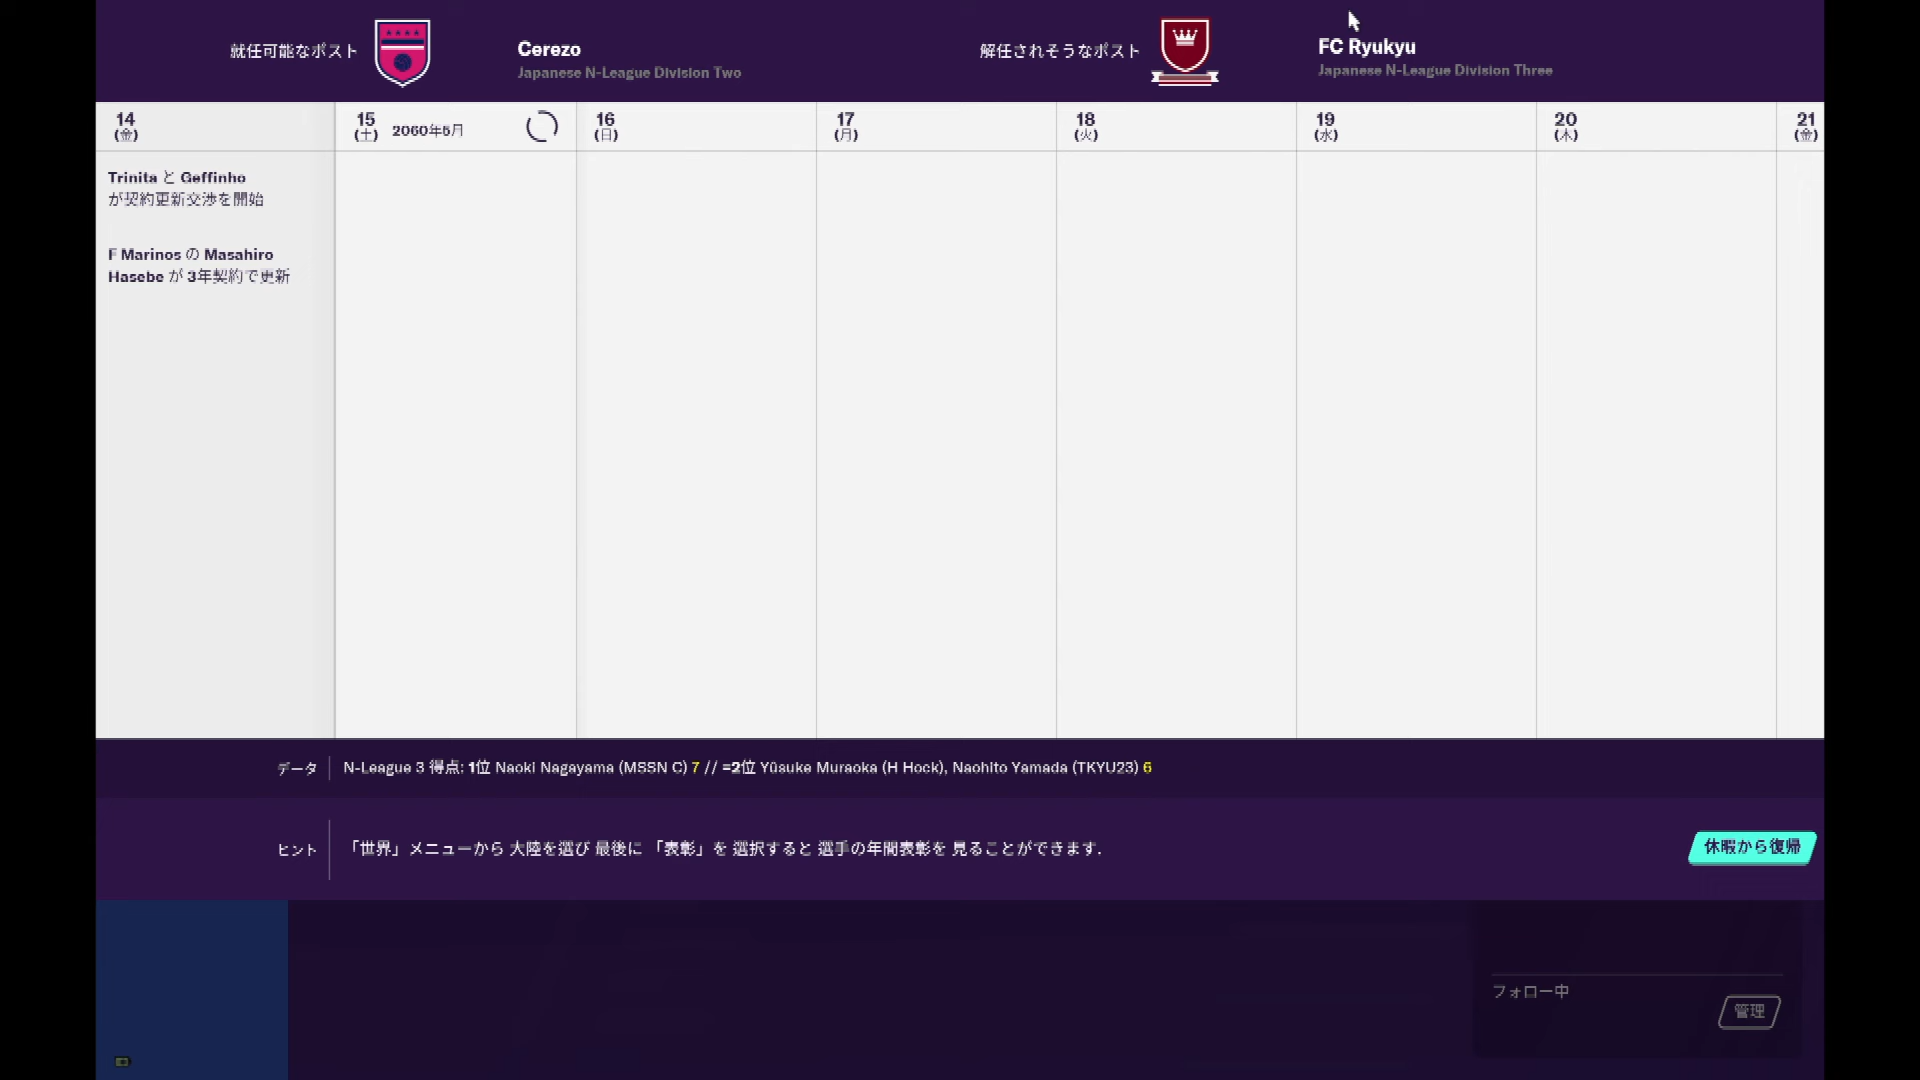 就任可能なポスト
Cerezo
Japanese N-League Division Two
解任されそうなポスト
FC Ryukyu
Japanese N-League Division Three
14
(金)
15
(土) 2060年5月
16
(日)
17
(月)
18
(火)
19
(水)
20
(木)
21
(金)
Trinita と Geffinho
が契約更新交渉を開始
F Marinos の Masahiro
Hasebe が 3年契約で更新
データ
N-League 3 得点: 1位 Naoki Nagayama (MSSN C) 7 // =2位 Yūsuke Muraoka (H Hock), Naohito Yamada (TKYU23) 6
ヒント
「世界」メニューから 大陸を選び 最後に 「表彰」を 選択すると 選手の年間表彰を 見ることができます.
休暇から復帰
フォロー中
管理